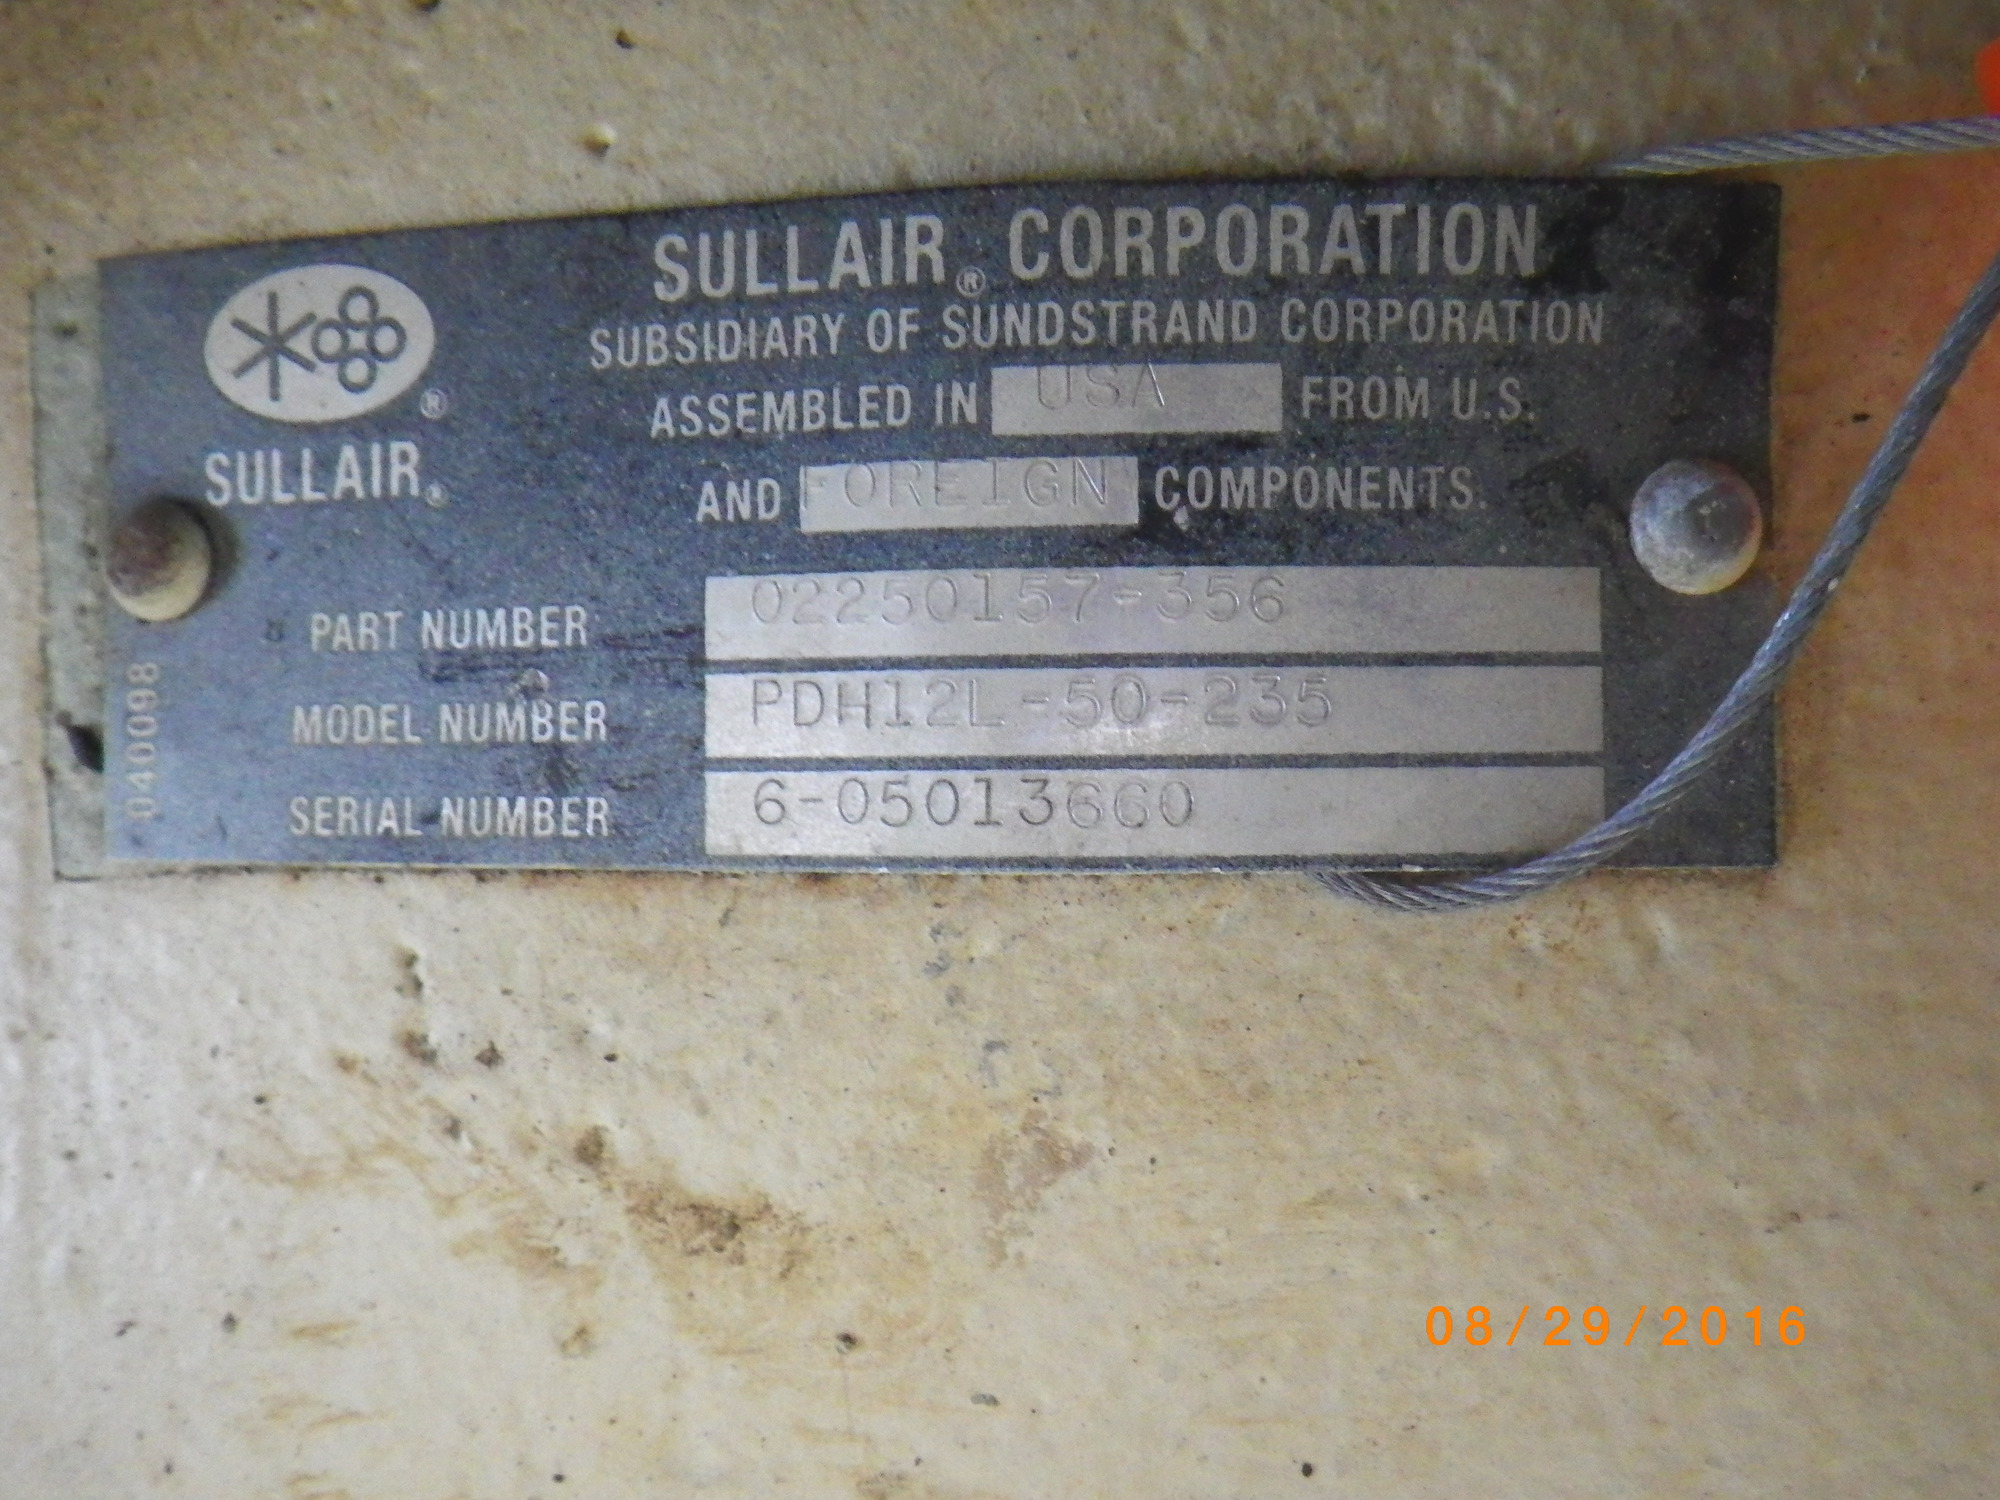 SULLAIR® CORPORATION
SUBSIDIARY OF SUNDSTRAND CORPORATION
ASSEMBLED IN USA FROM U.S.
AND FOREIGN COMPONENTS.
®
SULLAIR®
PART NUMBER 02250157-356
MODEL NUMBER PDH12L-50-235
SERIAL NUMBER 6-05013660
040098
08/29/2016